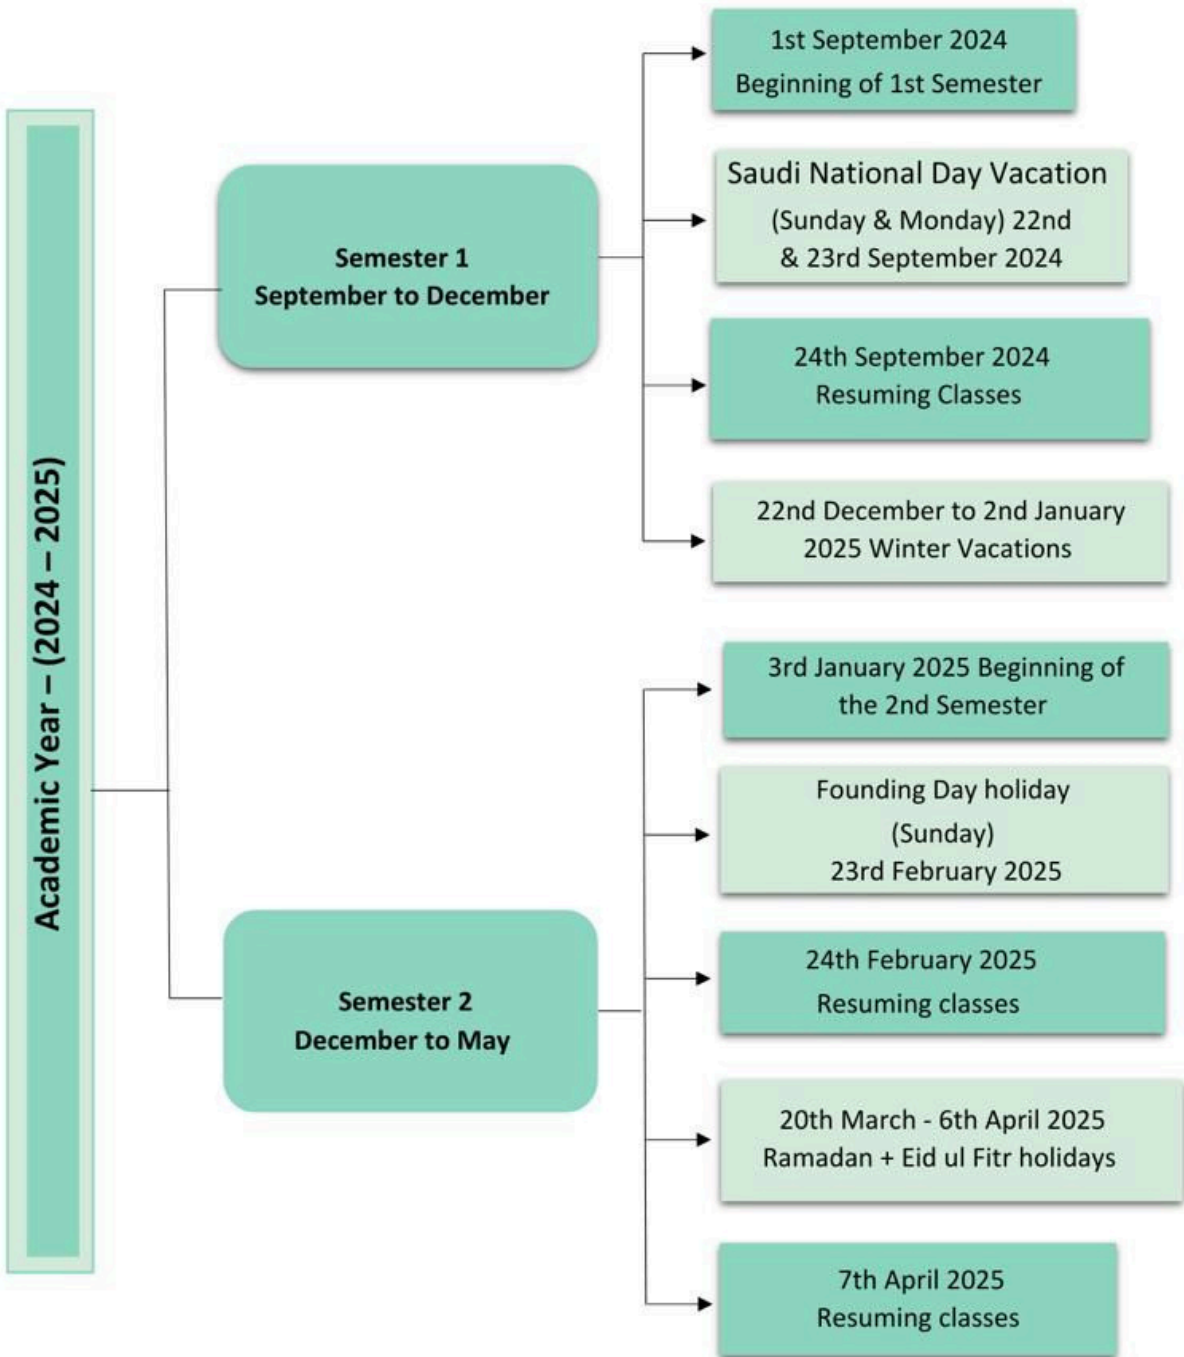 Academic Year – (2024 – 2025)
Semester 1
September to December
1st September 2024
Beginning of 1st Semester
Saudi National Day Vacation
(Sunday & Monday) 22nd
& 23rd September 2024
24th September 2024
Resuming Classes
22nd December to 2nd January
2025 Winter Vacations
Semester 2
December to May
3rd January 2025 Beginning of
the 2nd Semester
Founding Day holiday
(Sunday)
23rd February 2025
24th February 2025
Resuming classes
20th March - 6th April 2025
Ramadan + Eid ul Fitr holidays
7th April 2025
Resuming classes